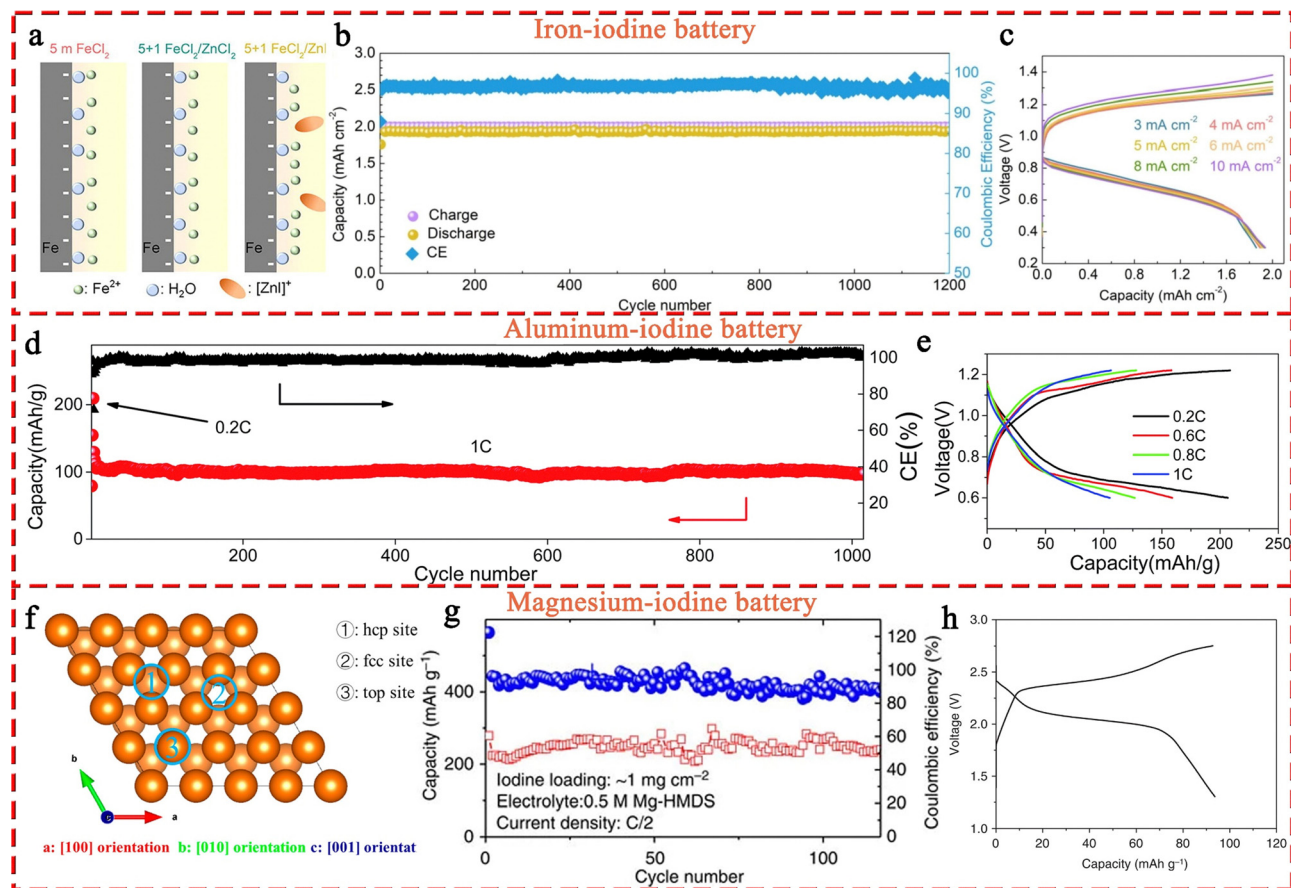 Iron-iodine battery
a
5 m FeCl2
5+1 FeCl2/ZnCl2
5+1 FeCl2/ZnI
Fe
Fe
Fe
: Fe2+
: H2O
: [ZnI]+
b
3.0
2.5
2.0
1.5
1.0
0.5
0.0
Capacity (mAh cm-2)
100
90
80
70
60
50
Coulombic Efficiency (%)
Charge
Discharge
CE
0
200
400
600
800
1000
1200
Cycle number
c
1.4
1.2
1.0
0.8
0.6
0.4
0.2
Voltage (V)
3 mA cm-2
4 mA cm-2
5 mA cm-2
6 mA cm-2
8 mA cm-2
10 mA cm-2
0.0
0.4
0.8
1.2
1.6
2.0
Capacity (mAh cm-2)
Aluminum-iodine battery
d
200
100
0
Capacity(mAh/g)
0.2C
1C
100
80
60
40
20
0
CE(%)
200
400
600
800
1000
Cycle number
e
1.2
1.0
0.8
0.6
Voltage(V)
0.2C
0.6C
0.8C
1C
0
50
100
150
200
250
Capacity(mAh/g)
Magnesium-iodine battery
f
1
2
3
①: hcp site
②: fcc site
③: top site
b
c
a
a: [100] orientation b: [010] orientation c: [001] orientat
g
400
200
0
Capacity (mAh g-1)
120
100
80
60
40
20
0
Coulombic efficiency (%)
Iodine loading: ~1 mg cm-2
Electrolyte:0.5 M Mg-HMDS
Current density: C/2
0
50
100
Cycle number
h
3.0
2.5
2.0
1.5
1.0
Voltage (V)
0
20
40
60
80
100
120
Capacity (mAh g-1)